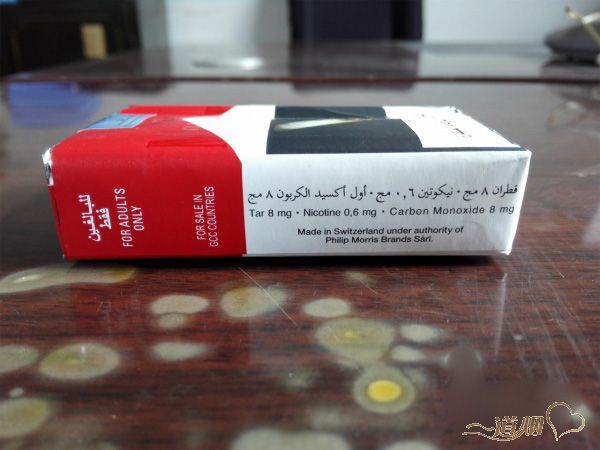 للبالغين
فقط
FOR ADULTS
ONLY
FOR SALE IN
GCC COUNTRIES
قطران ٨ مج • نيكوتين ٠,٦ مج • أول أكسيد الكربون ٨ مج
Tar 8 mg • Nicotine 0,6 mg • Carbon Monoxide 8 mg
Made in Switzerland under authority of
Philip Morris Brands Sàrl.